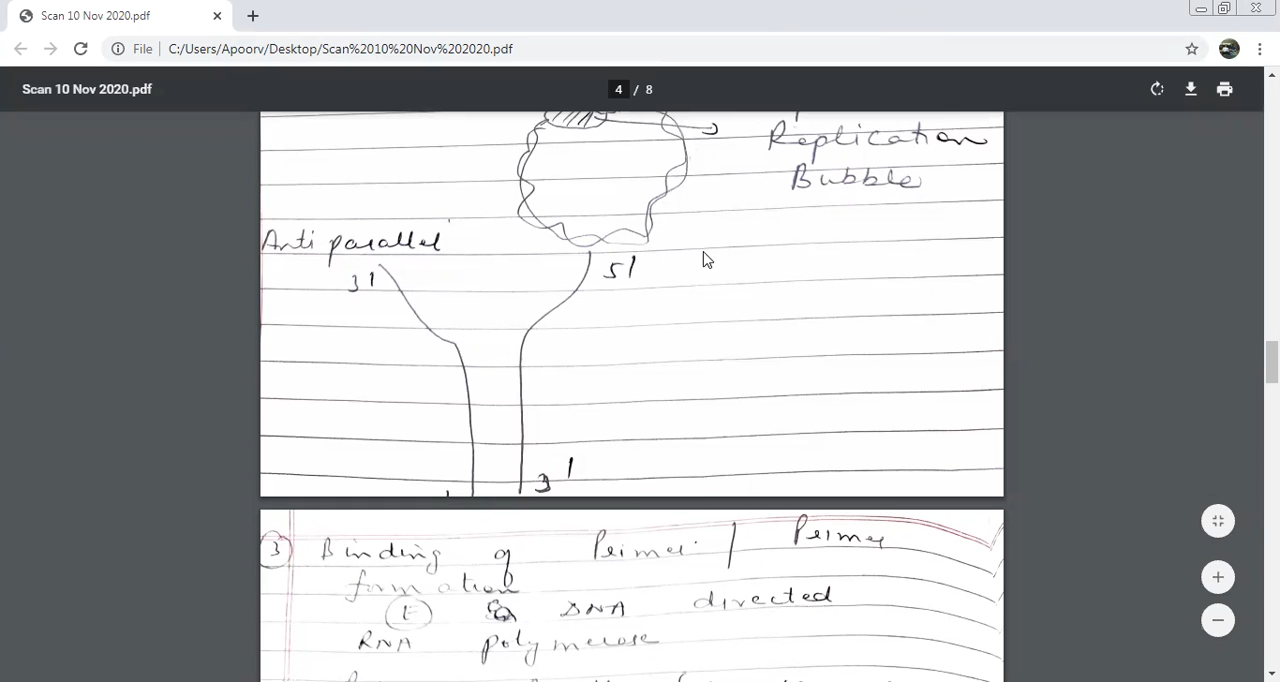 Scan 10 Nov 2020.pdf
File C:/Users/Apoorv/Desktop/Scan%2010%20Nov%202020.pdf
Scan 10 Nov 2020.pdf
4 / 8
Replication
Bubble
Anti parallel
3' 5'
3'
3 Binding of Primer / Primer
formation
E DNA directed
RNA polymerase